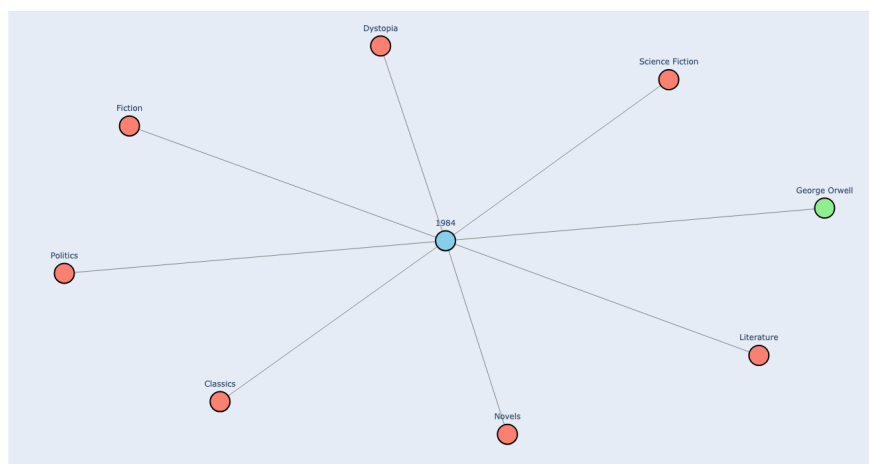 Dystopia
Science Fiction
Fiction
George Orwell
1984
Politics
Literature
Classics
Novels